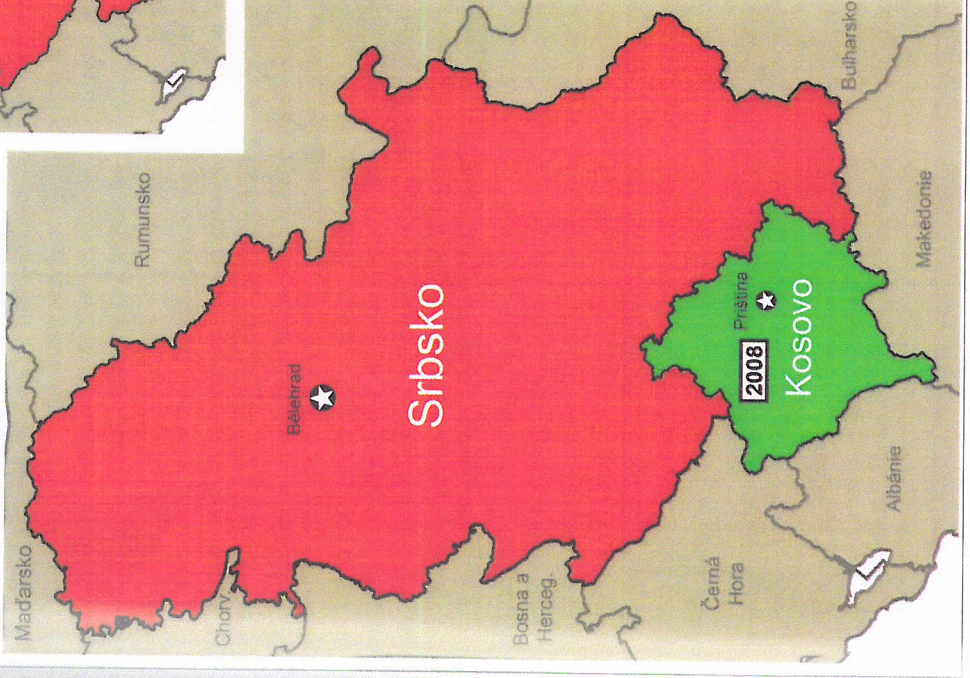 Maďarsko
Rumunsko
Chorv.
Bělehrad
Srbsko
Bosna a
Herceg.
Černá
Hora
Priština
2008
Kosovo
Bulharsko
Albánie
Makedonie